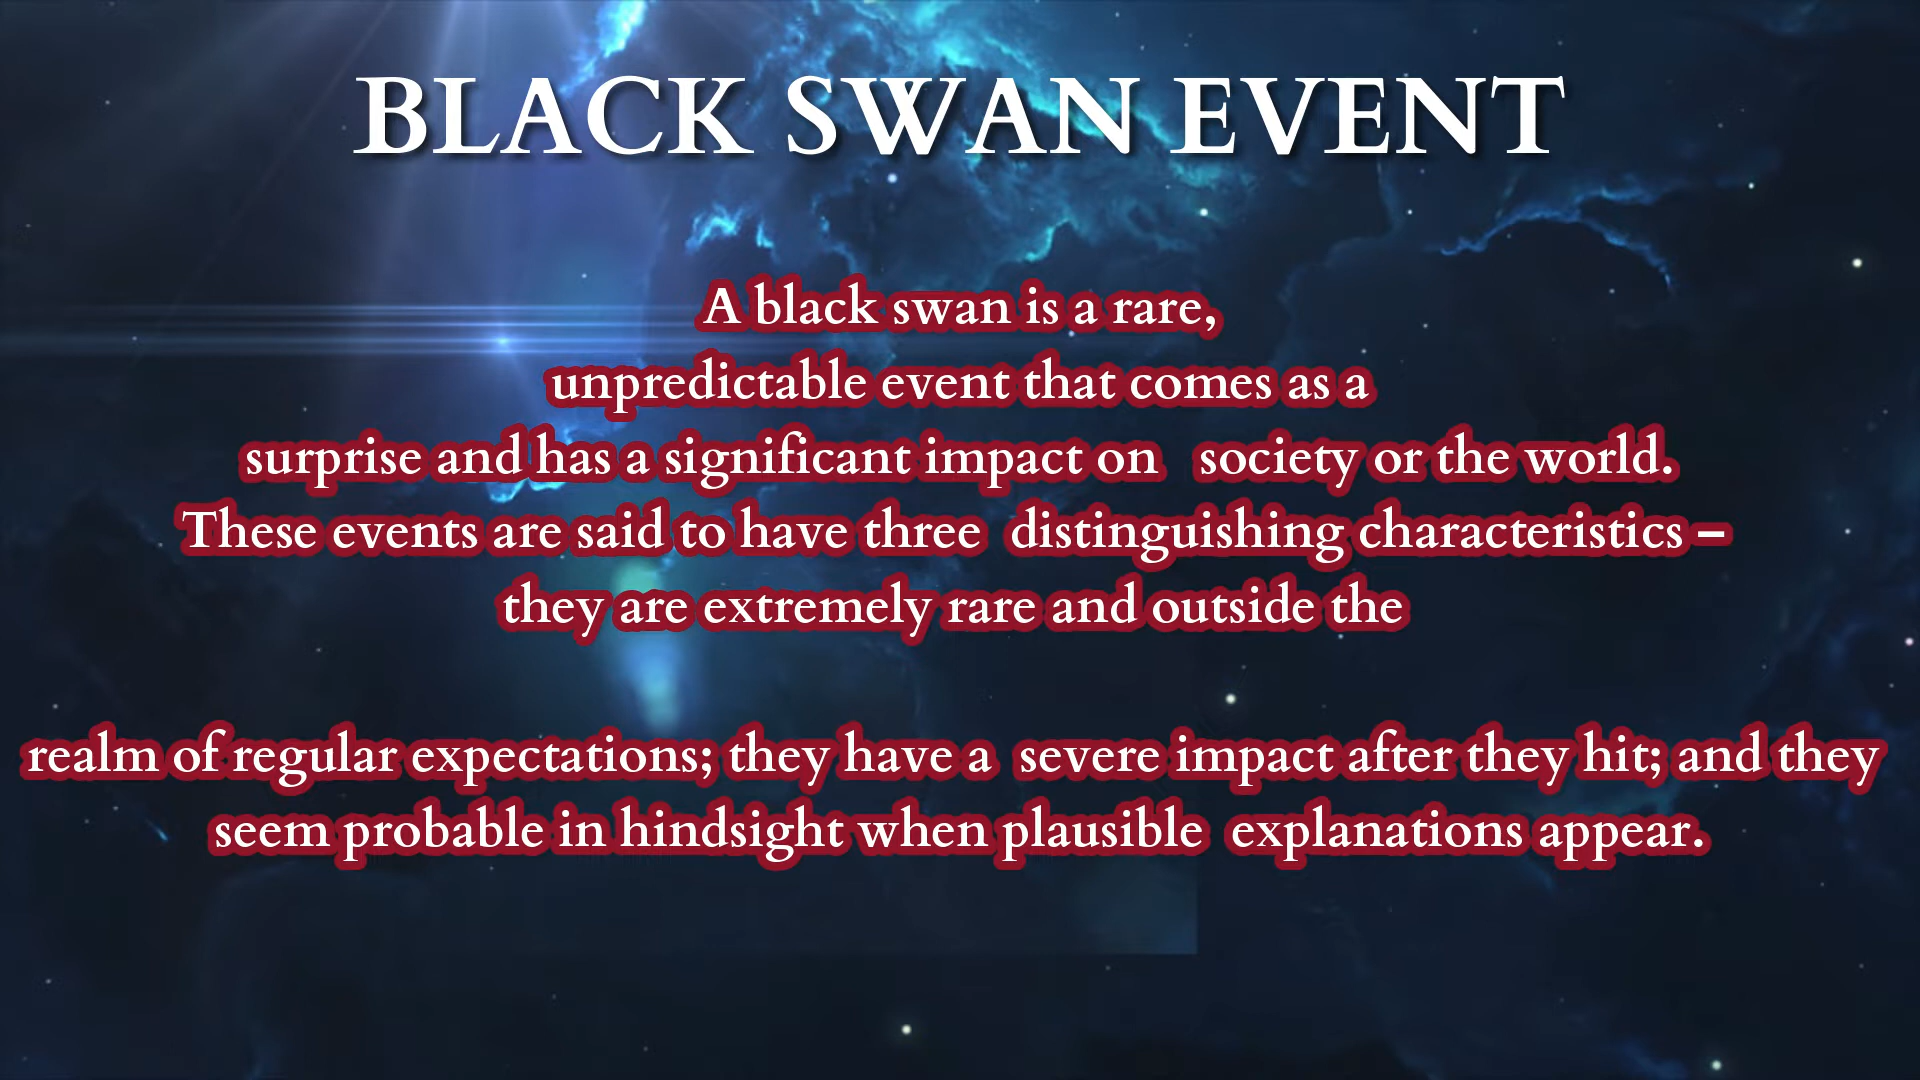 BLACK SWAN EVENT
A black swan is a rare,
unpredictable event that comes as a
surprise and has a significant impact on society or the world.
These events are said to have three distinguishing characteristics –
they are extremely rare and outside the
realm of regular expectations; they have a severe impact after they hit; and they
seem probable in hindsight when plausible explanations appear.